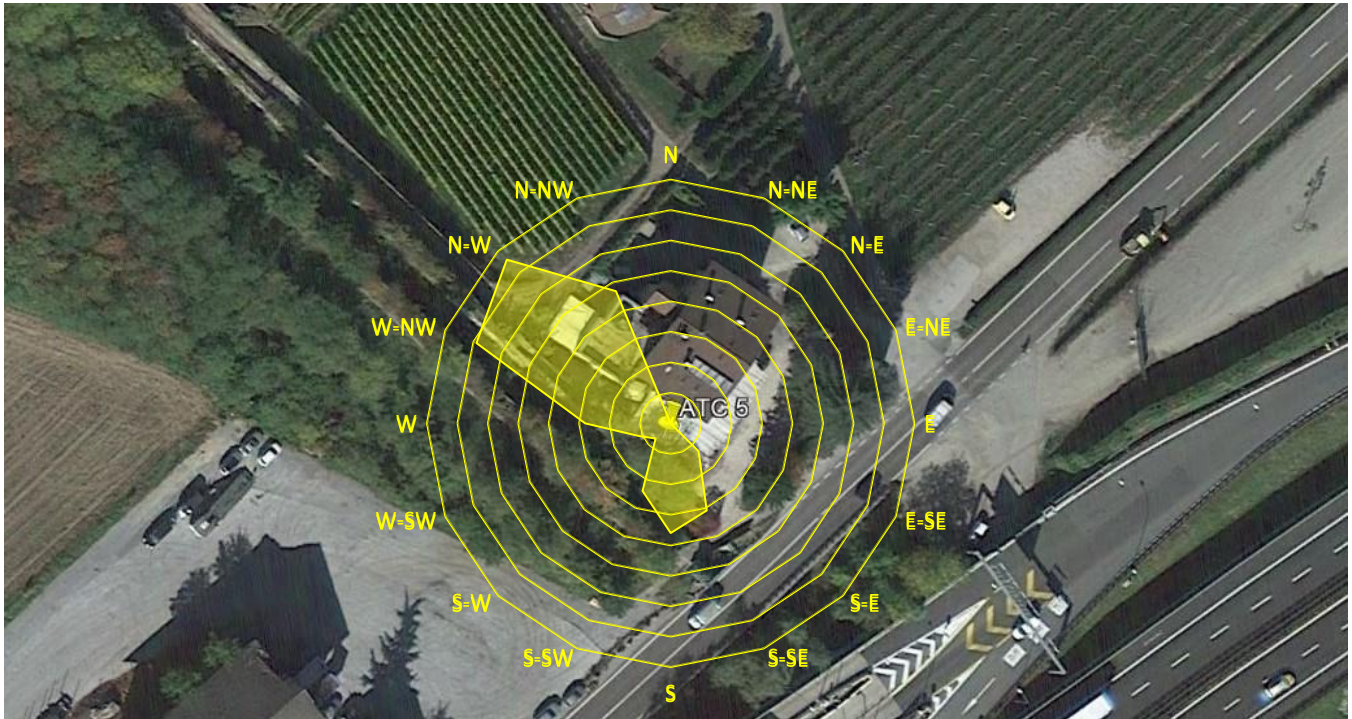 N
N-NW
N-NE
N-W
N-E
W-NW
E-NE
ATC 5
W
E
W-SW
E-SE
S-W
S-E
S-SW
S-SE
S